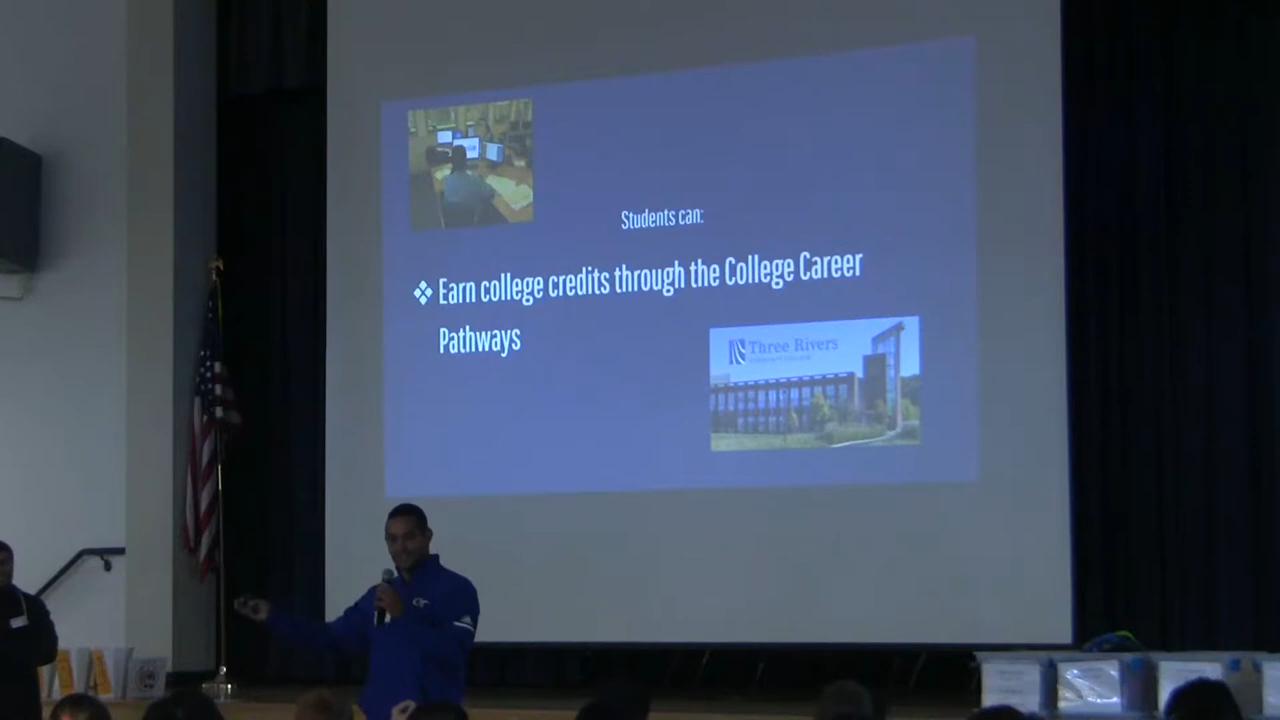 Students can:
❖ Earn college credits through the College Career
Pathways
Three Rivers